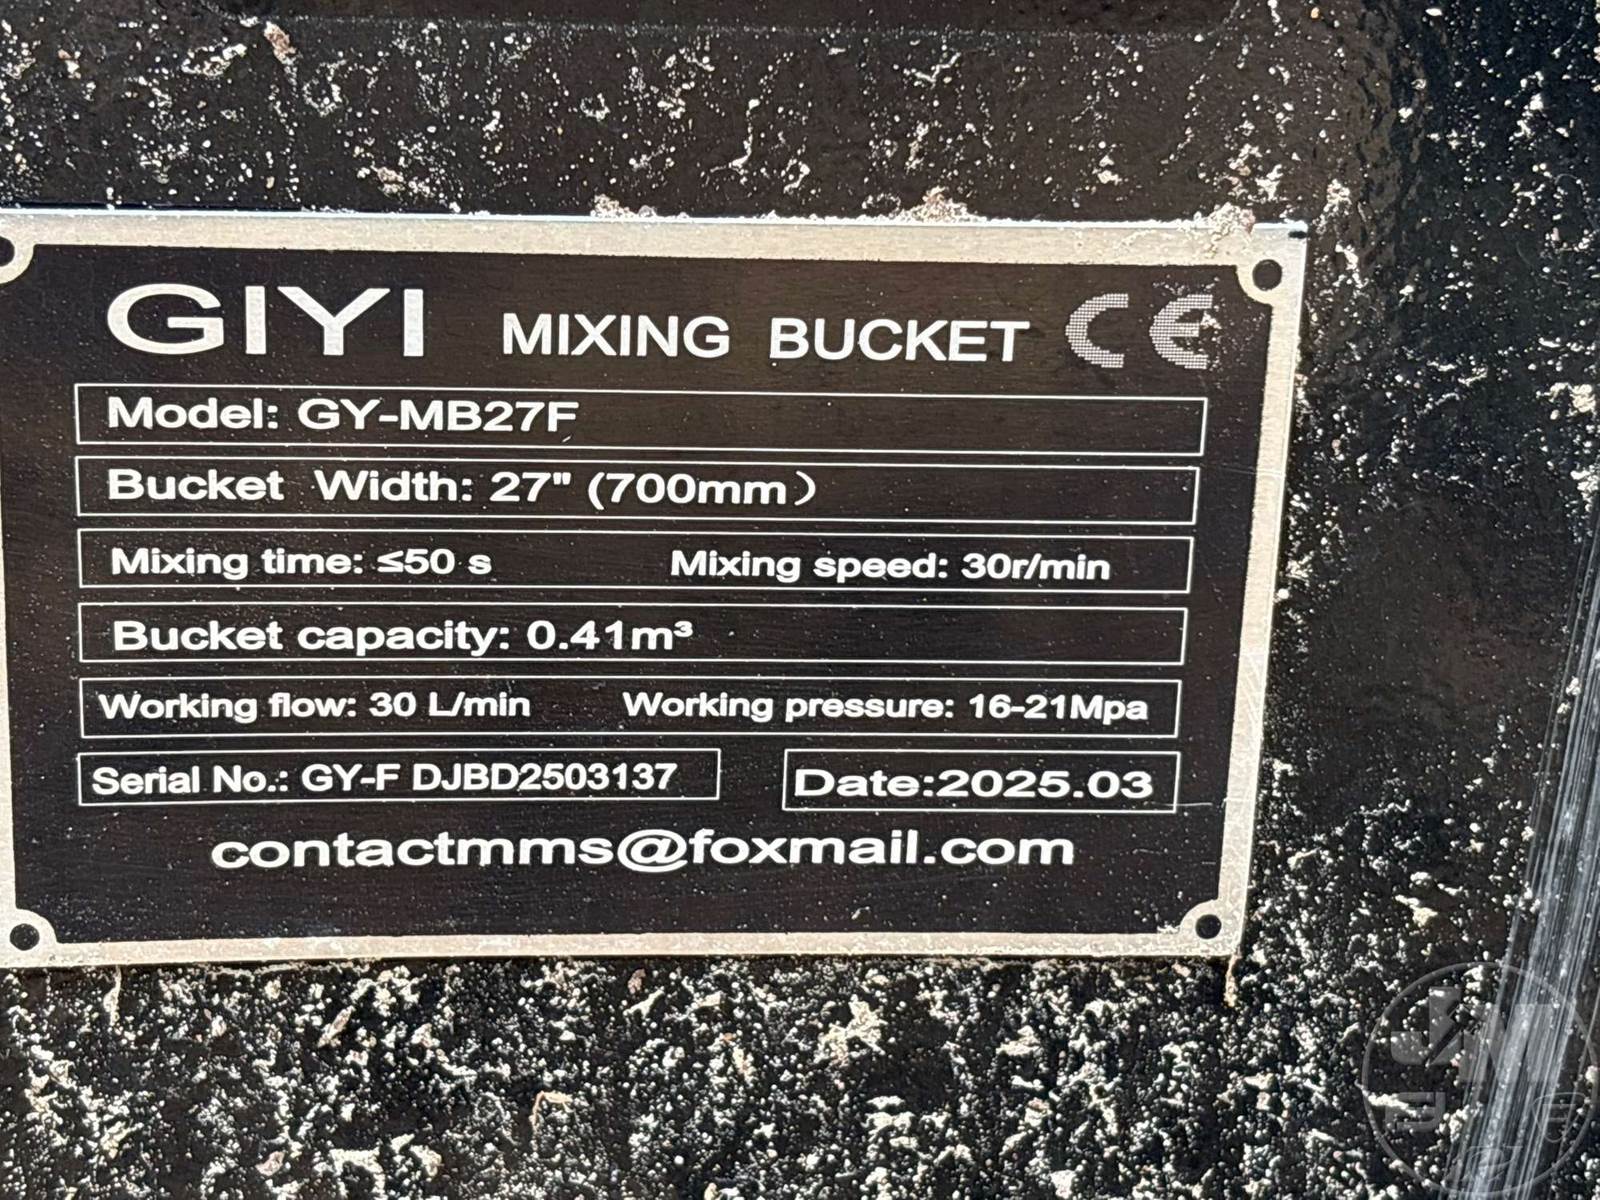 GIYI MIXING BUCKET CE
Model: GY-MB27F
Bucket Width: 27" (700mm）
Mixing time: ≤50 s Mixing speed: 30r/min
Bucket capacity: 0.41m³
Working flow: 30 L/min Working pressure: 16-21Mpa
Serial No.: GY-F DJBD2503137 Date:2025.03
contactmms@foxmail.com